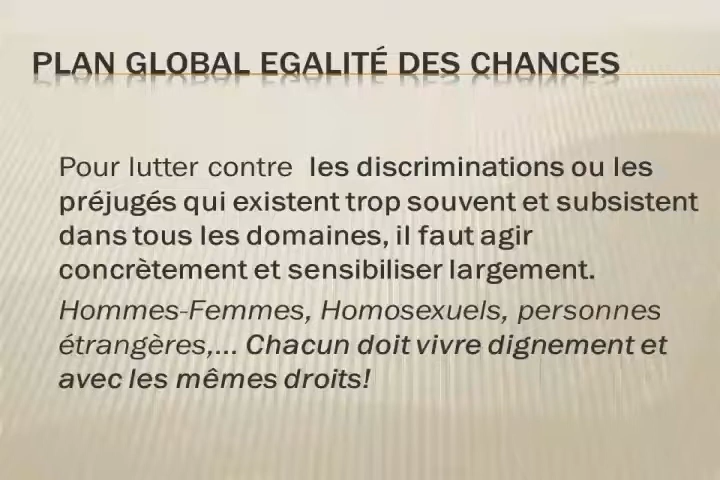 PLAN GLOBAL EGALITÉ DES CHANCES
Pour lutter contre les discriminations ou les
préjugés qui existent trop souvent et subsistent
dans tous les domaines, il faut agir
concrètement et sensibiliser largement.
Hommes-Femmes, Homosexuels, personnes
étrangères,... Chacun doit vivre dignement et
avec les mêmes droits!